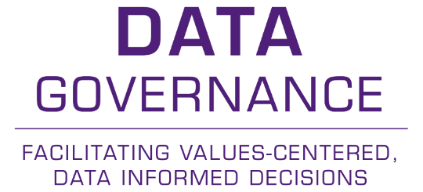 DATA
GOVERNANCE
FACILITATING VALUES-CENTERED,
DATA INFORMED DECISIONS